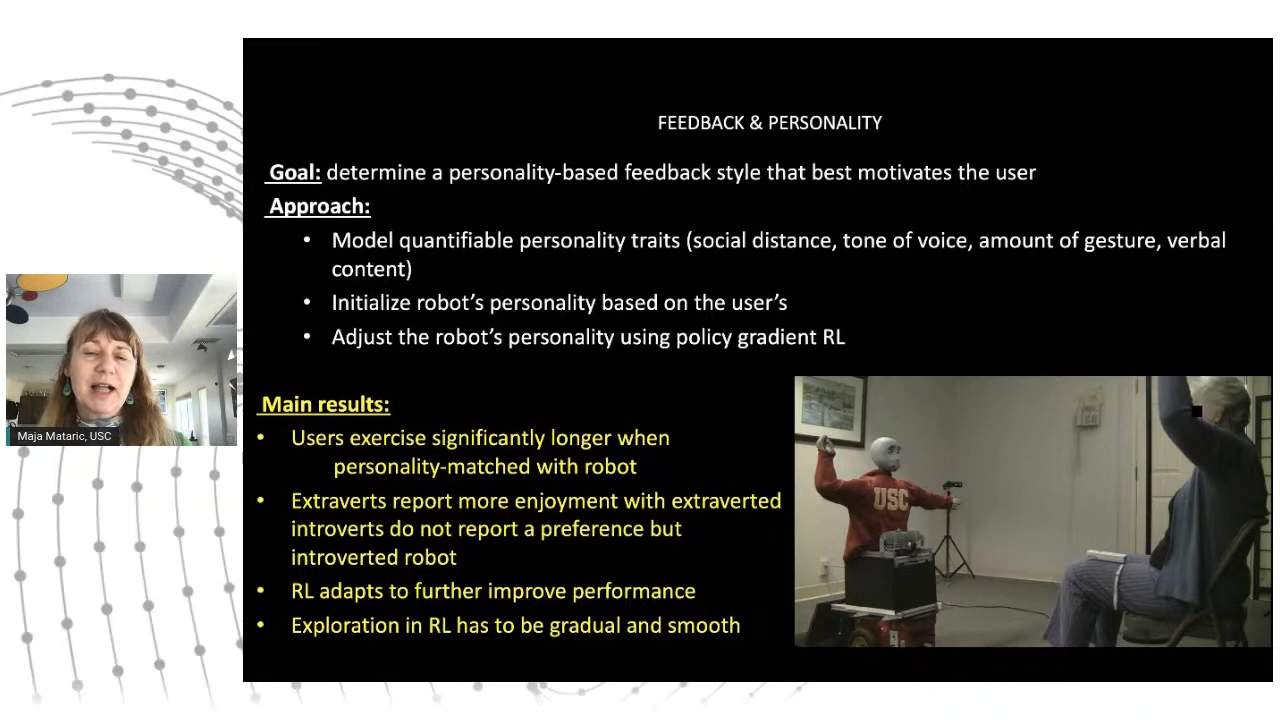 FEEDBACK & PERSONALITY
Goal: determine a personality-based feedback style that best motivates the user
Approach:
• Model quantifiable personality traits (social distance, tone of voice, amount of gesture, verbal
content)
• Initialize robot’s personality based on the user’s
• Adjust the robot’s personality using policy gradient RL
Main results:
• Users exercise significantly longer when
personality-matched with robot
• Extraverts report more enjoyment with extraverted
introverts do not report a preference but
introverted robot
• RL adapts to further improve performance
• Exploration in RL has to be gradual and smooth
Maja Mataric, USC
USC